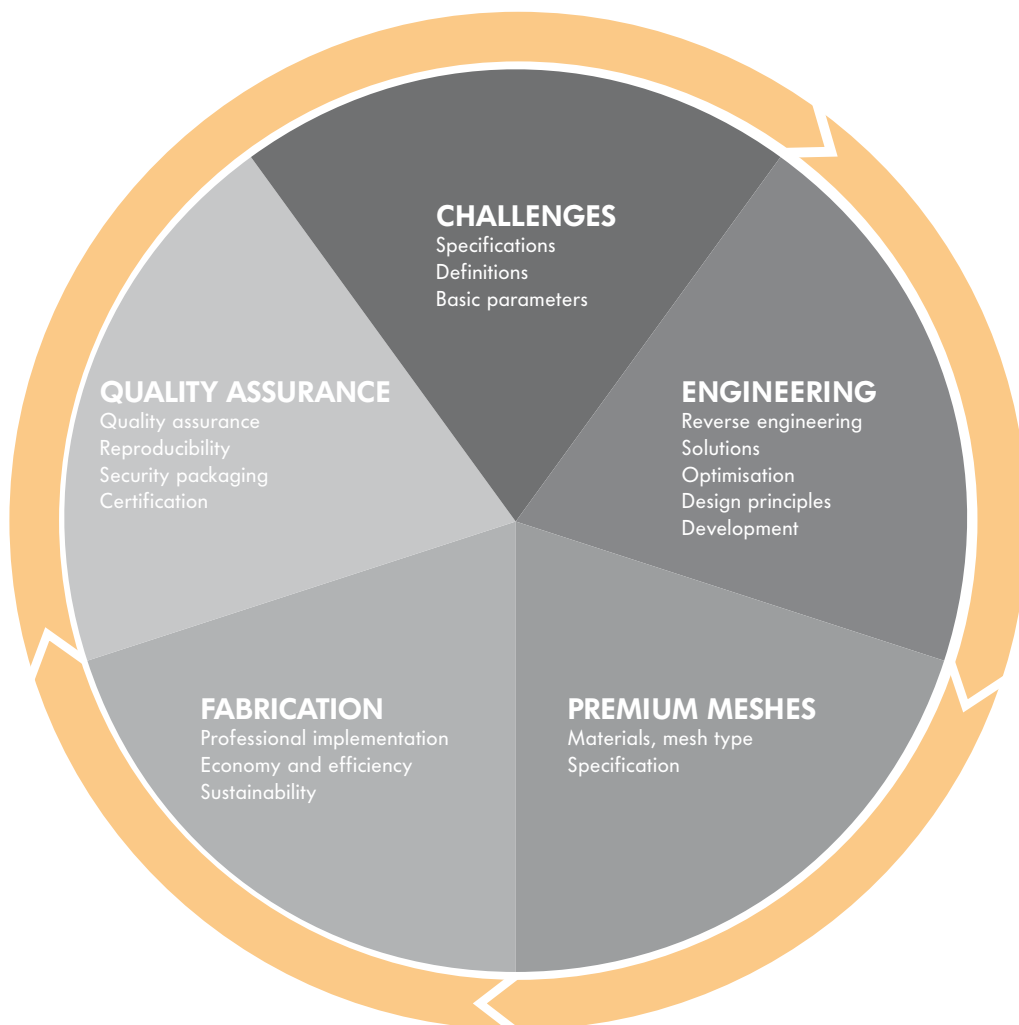 CHALLENGES
Specifications
Definitions
Basic parameters
ENGINEERING
Reverse engineering
Solutions
Optimisation
Design principles
Development
PREMIUM MESHES
Materials, mesh type
Specification
FABRICATION
Professional implementation
Economy and efficiency
Sustainability
QUALITY ASSURANCE
Quality assurance
Reproducibility
Security packaging
Certification